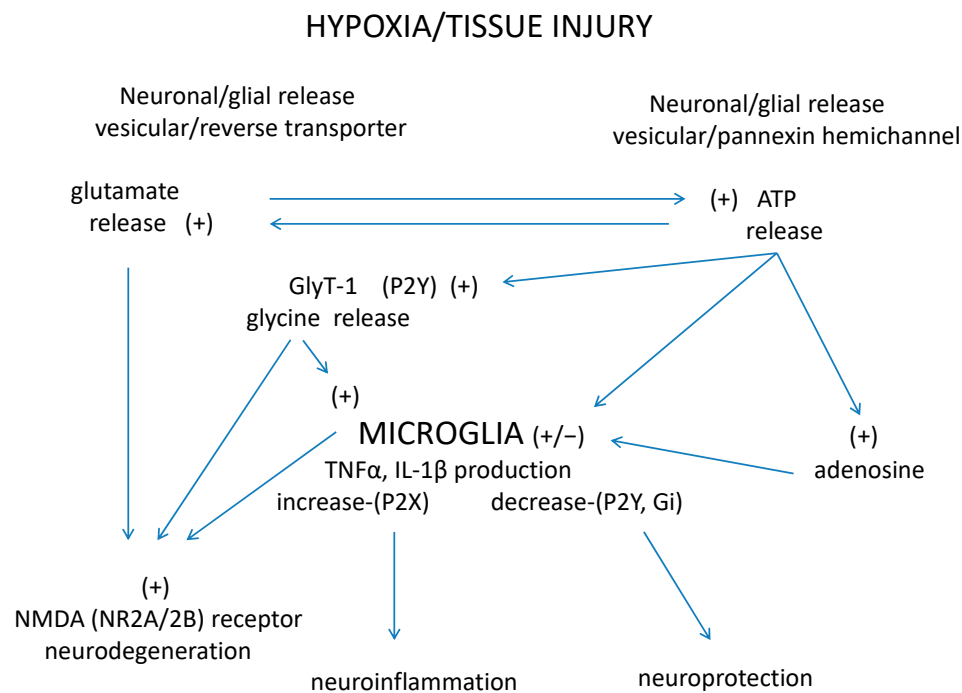 HYPOXIA/TISSUE INJURY
Neuronal/glial release
vesicular/reverse transporter
Neuronal/glial release
vesicular/pannexin hemichannel
glutamate
release (+)
(+) ATP
release
GlyT-1 (P2Y) (+)
glycine release
(+)
MICROGLIA (+/−)
TNFα, IL-1β production
increase-(P2X) decrease-(P2Y, Gi)
(+)
adenosine
(+)
NMDA (NR2A/2B) receptor
neurodegeneration
neuroinflammation
neuroprotection